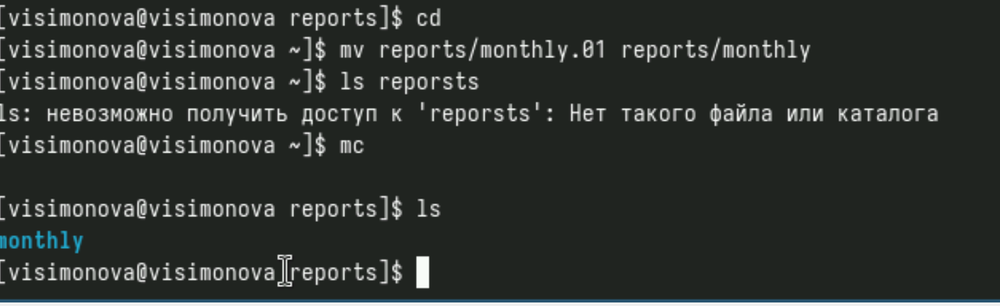 [visimonova@visimonova reports]$ cd
[visimonova@visimonova ~]$ mv reports/monthly.01 reports/monthly
[visimonova@visimonova ~]$ ls reporsts
ls: невозможно получить доступ к 'reporsts': Нет такого файла или каталога
[visimonova@visimonova ~]$ mc
[visimonova@visimonova reports]$ ls
monthly
[visimonova@visimonova reports]$